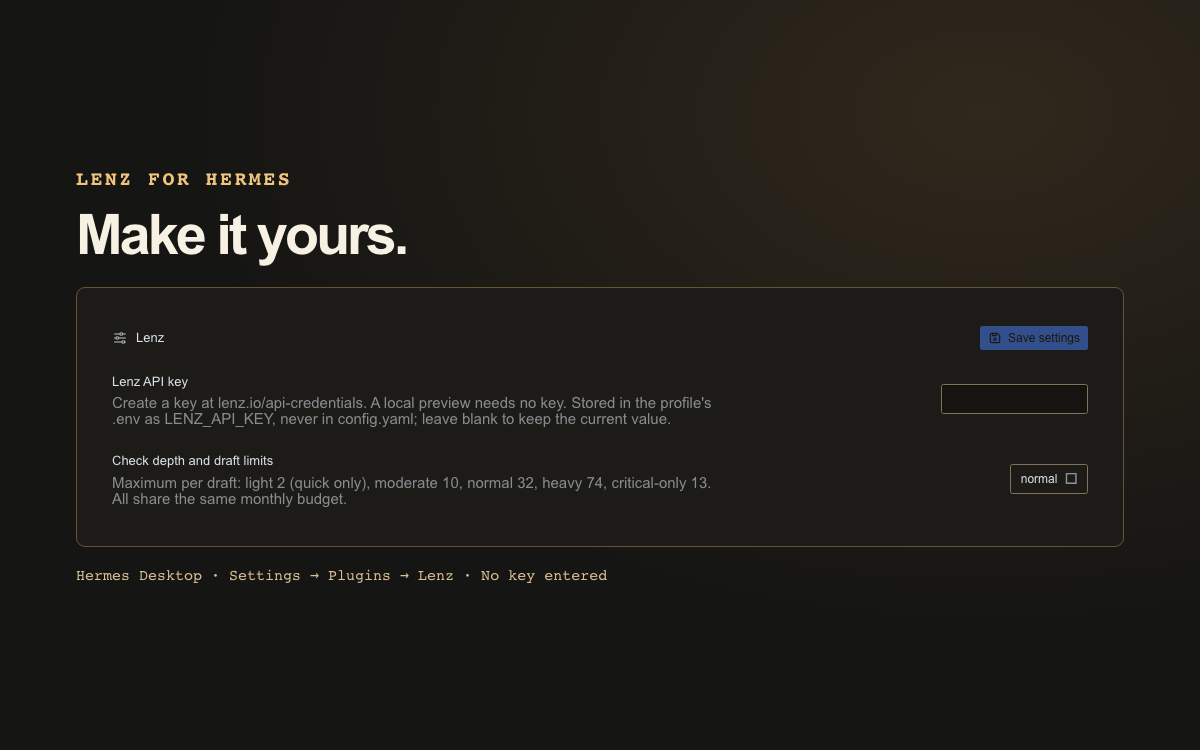 LENZ FOR HERMES
Make it yours.
Lenz
Save settings
Lenz API key
Create a key at lenz.io/api-credentials. A local preview needs no key. Stored in the profile's
.env as LENZ_API_KEY, never in config.yaml; leave blank to keep the current value.
Check depth and draft limits
Maximum per draft: light 2 (quick only), moderate 10, normal 32, heavy 74, critical-only 13.
All share the same monthly budget.
normal
Hermes Desktop · Settings → Plugins → Lenz · No key entered